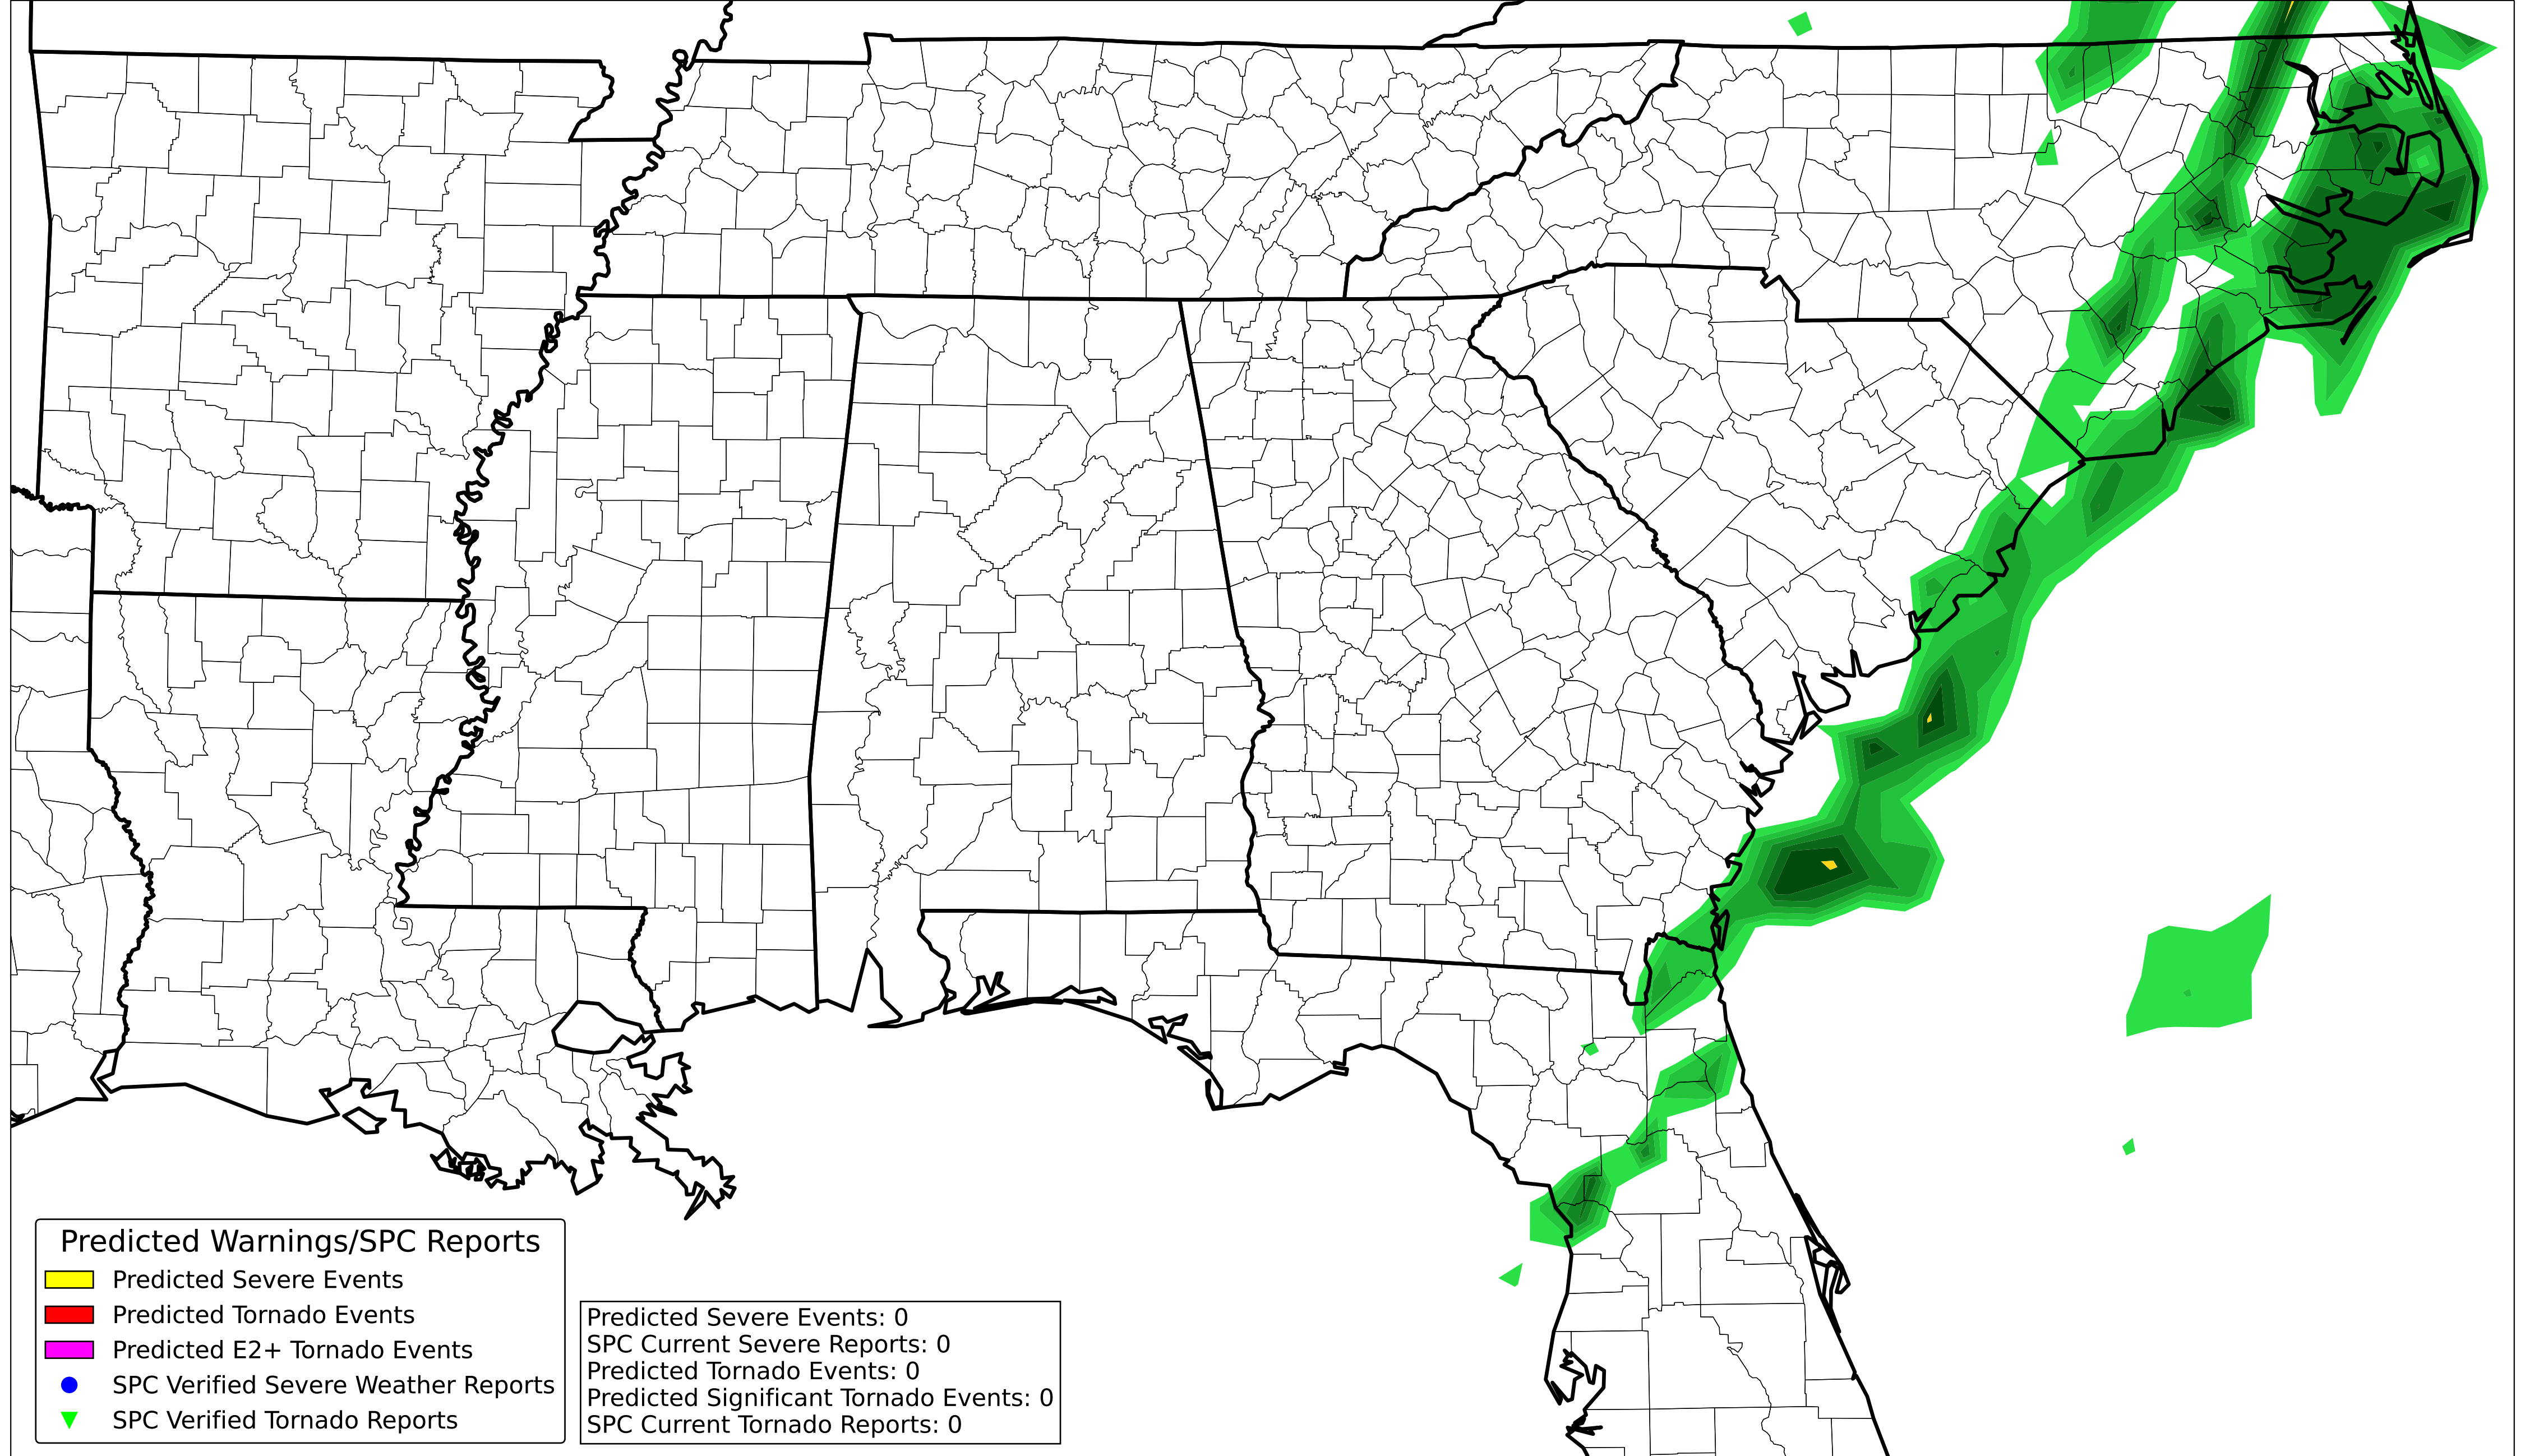 Predicted Warnings/SPC Reports
Predicted Severe Events
Predicted Tornado Events
Predicted E2+ Tornado Events
SPC Verified Severe Weather Reports
SPC Verified Tornado Reports
Predicted Severe Events: 0
SPC Current Severe Reports: 0
Predicted Tornado Events: 0
Predicted Significant Tornado Events: 0
SPC Current Tornado Reports: 0